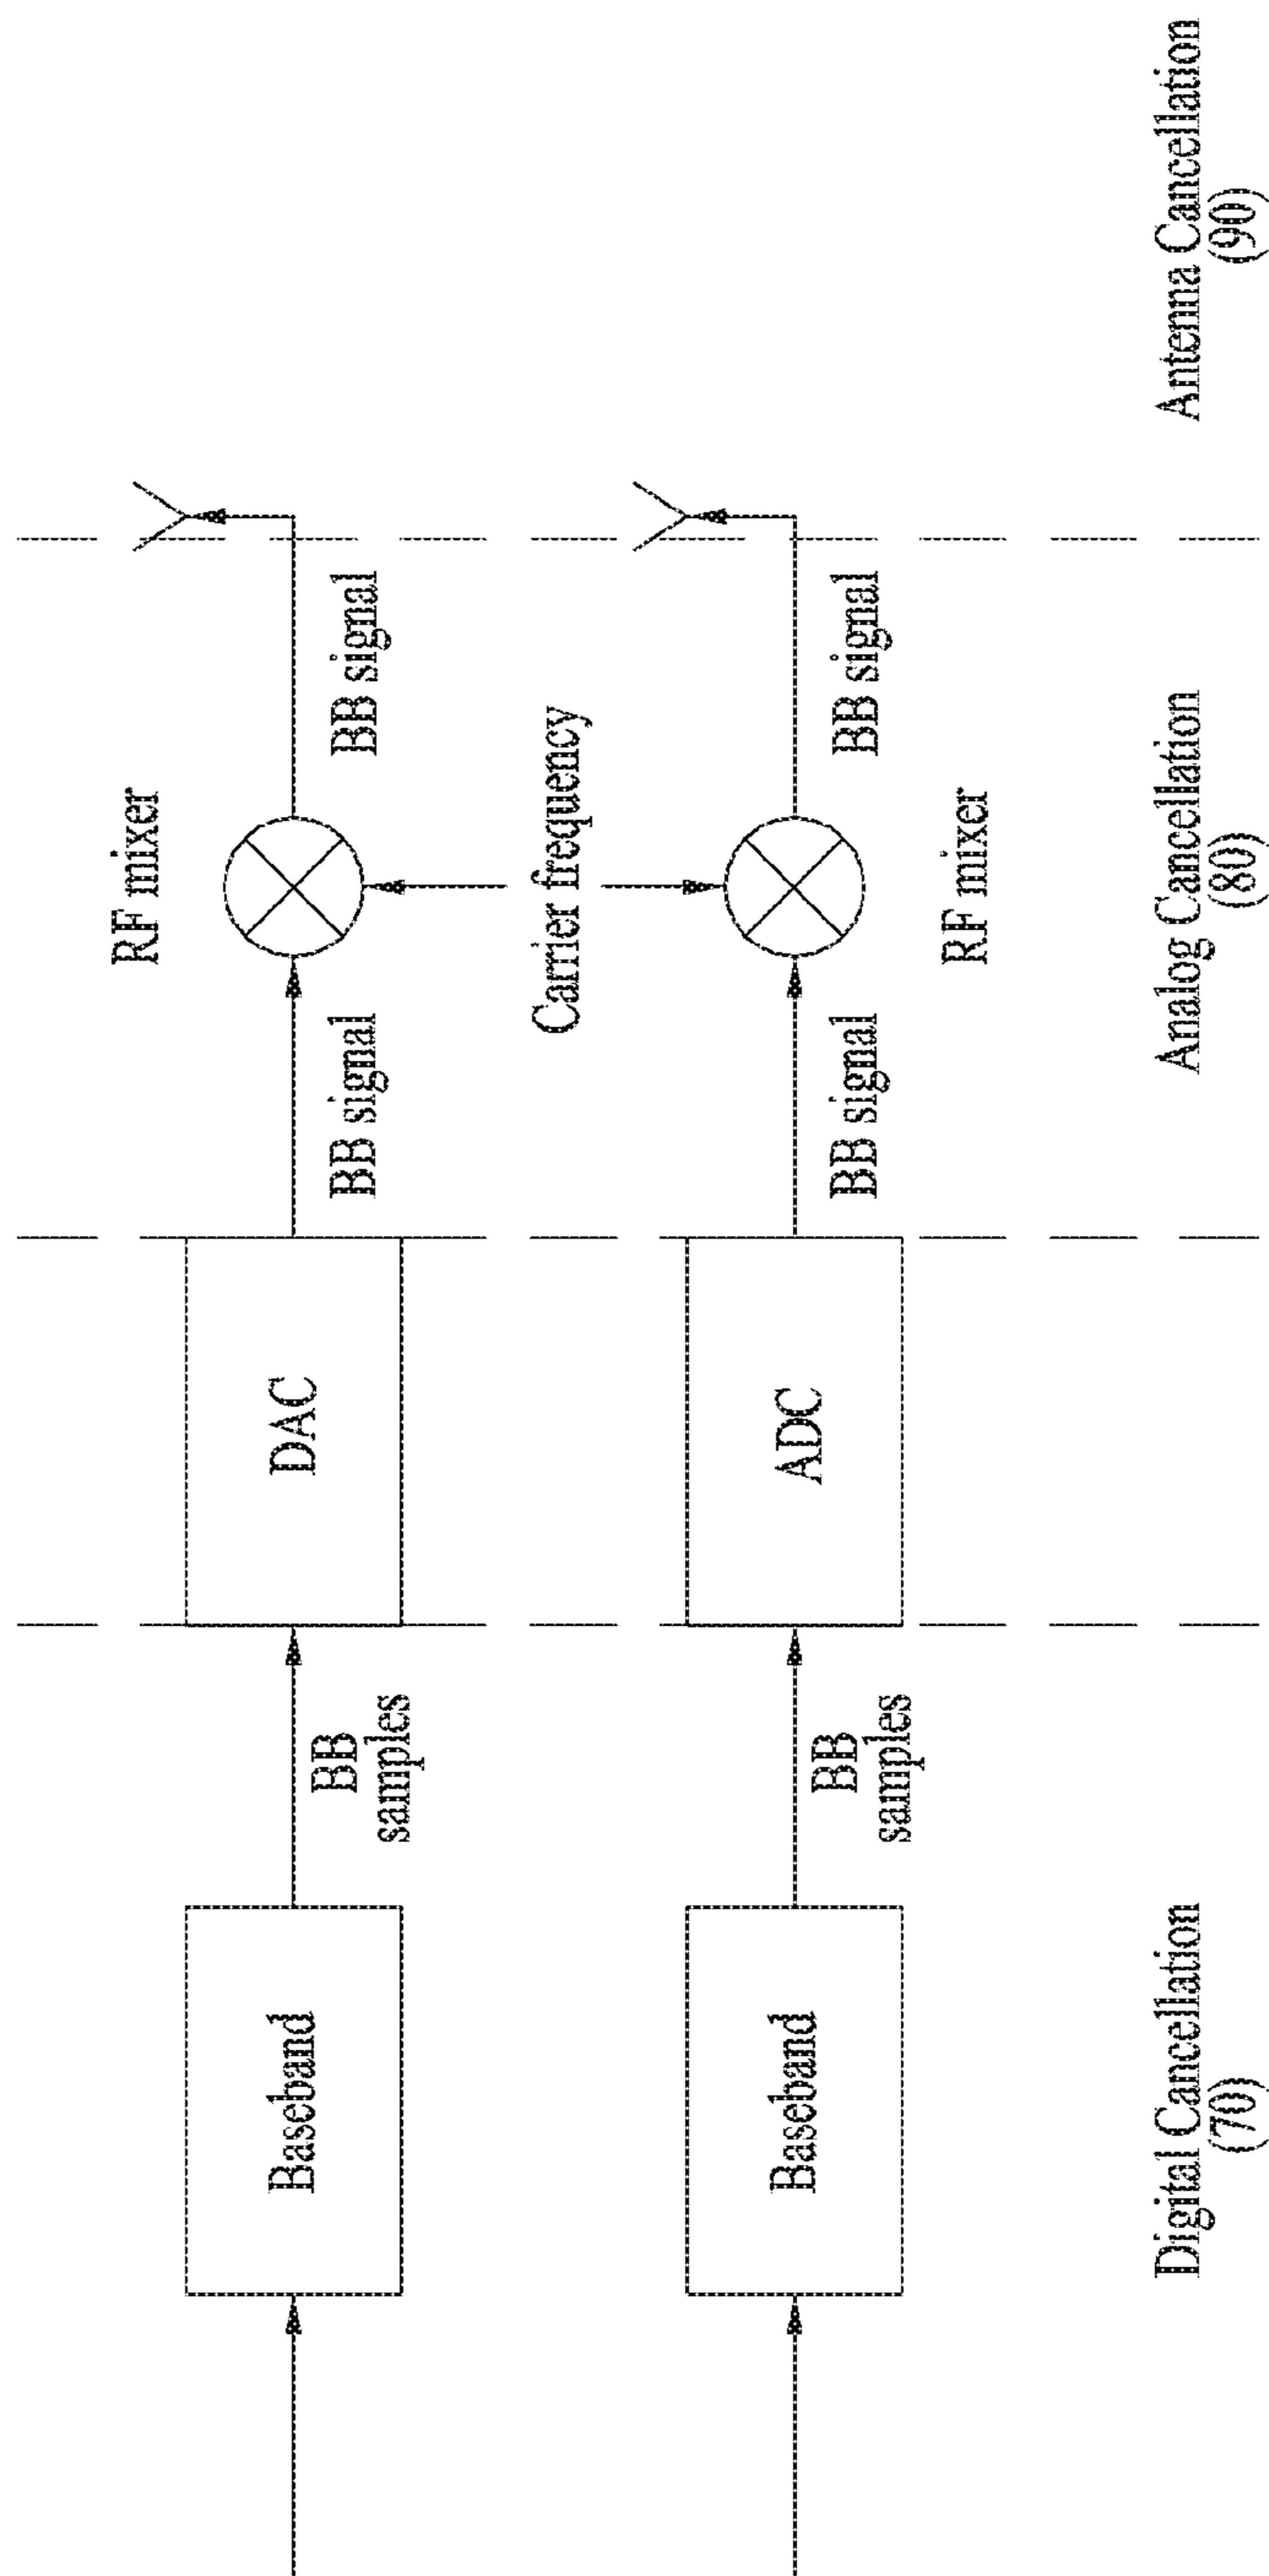 RF mixer
Baseband
BB
samples
DAC
BB signal
BB signal
Carrier frequency
Baseband
BB
samples
ADC
BB signal
BB signal
RF mixer
Digital Cancellation
(70)
Analog Cancellation
(80)
Antenna Cancellation
(90)